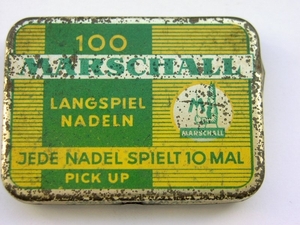 100
MARSCHALL
LANGSPIEL
NADELN
MARSCHALL
JEDE NADEL SPIELT 10 MAL
PICK UP